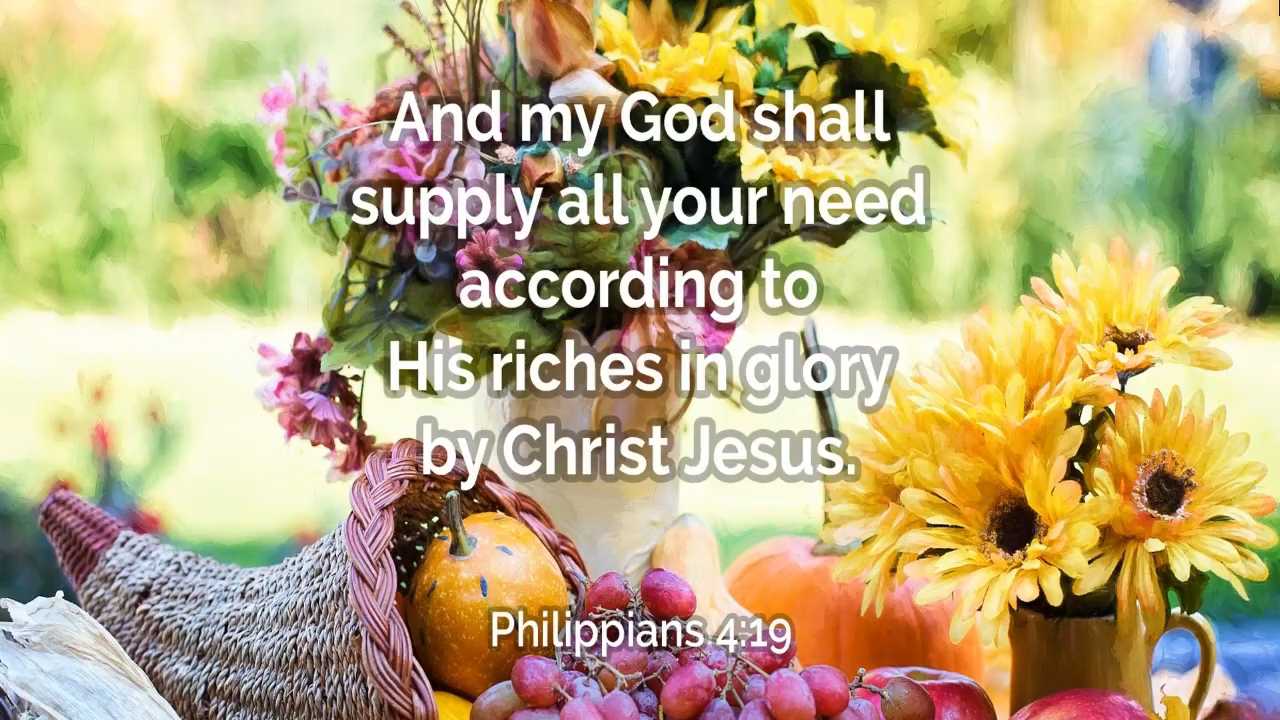 And my God shall
supply all your need
according to
His riches in glory
by Christ Jesus.
Philippians 4:19